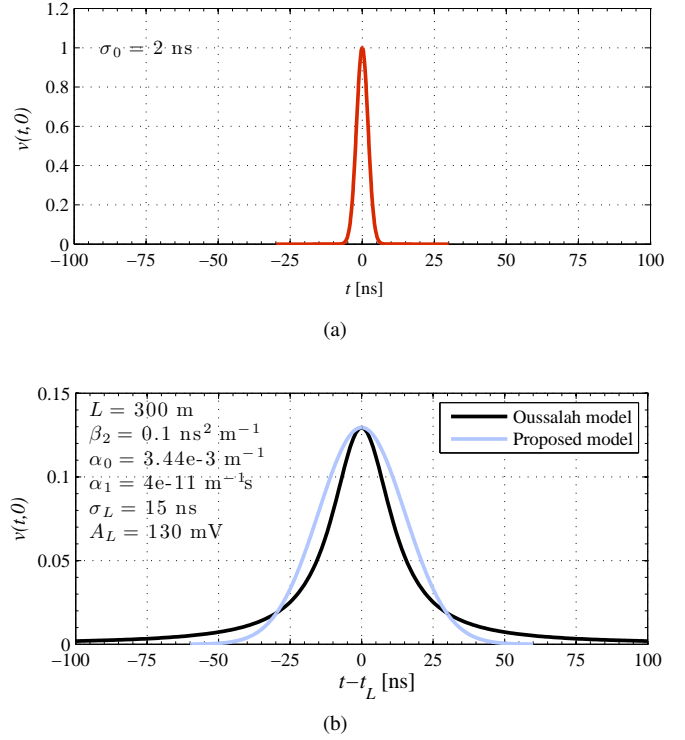 1.2
1
0.8
0.6
0.4
0.2
0
v(t,0)
σ₀ = 2 ns
−100 −75 −50 −25 0 25 50 75 100
t [ns]
(a)
0.15
0.1
0.05
0
v(t,0)
L = 300 m
β₂ = 0.1 ns² m⁻¹
α₀ = 3.44e-3 m⁻¹
α₁ = 4e-11 m⁻¹s
σ_L = 15 ns
A_L = 130 mV
Oussalah model
Proposed model
−100 −75 −50 −25 0 25 50 75 100
t−t_L [ns]
(b)